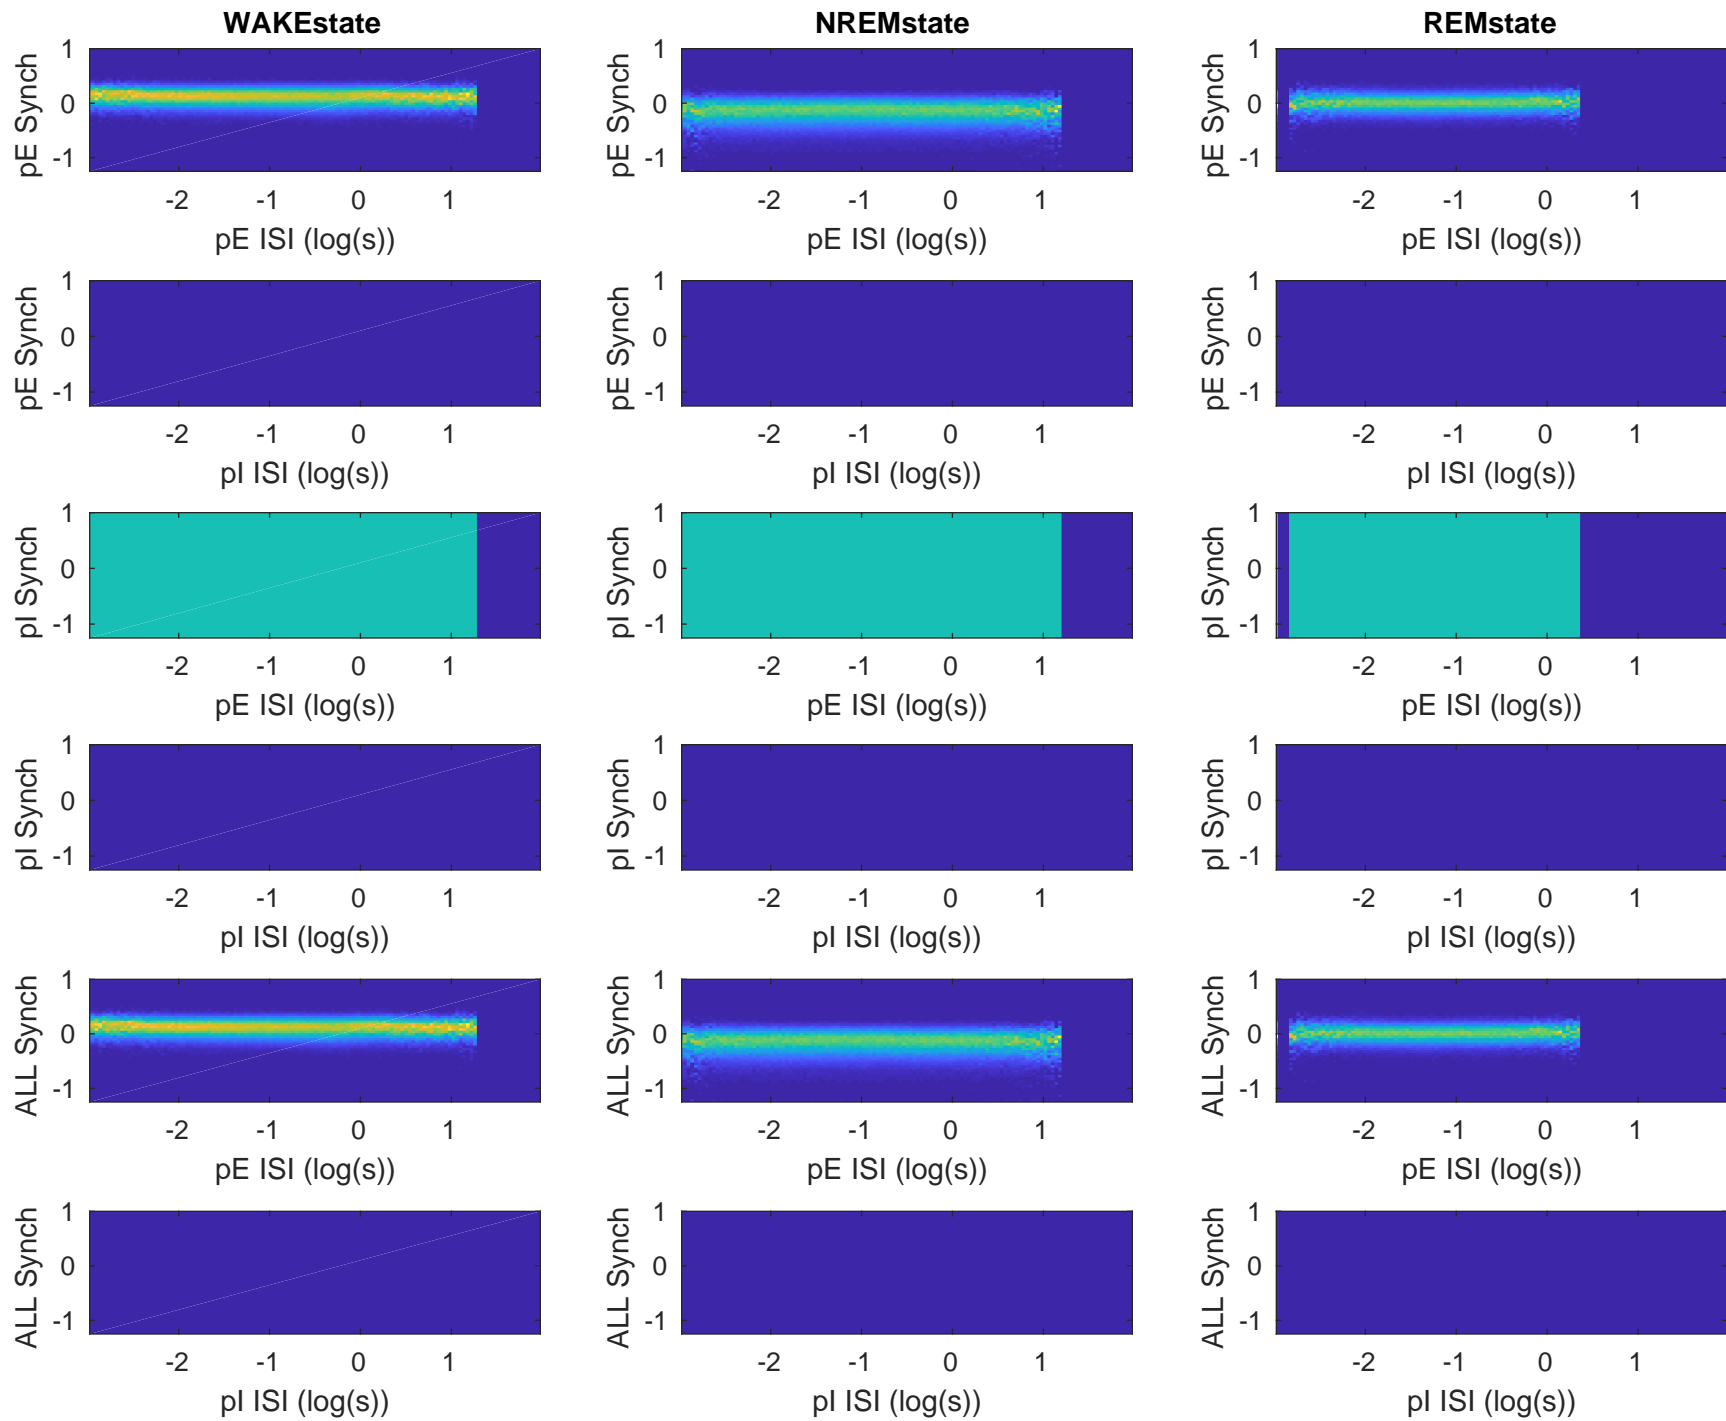 WAKEstate NREMstate REMstate
1 1 1
pE Synch 0 pE Synch 0 pE Synch 0
-1 -1 -1
-2 -1 0 1 -2 -1 0 1 -2 -1 0 1
pE ISI (log(s)) pE ISI (log(s)) pE ISI (log(s))
1 1 1
pE Synch 0 pE Synch 0 pE Synch 0
-1 -1 -1
-2 -1 0 1 -2 -1 0 1 -2 -1 0 1
pI ISI (log(s)) pI ISI (log(s)) pI ISI (log(s))
1 1 1
pI Synch 0 pI Synch 0 pI Synch 0
-1 -1 -1
-2 -1 0 1 -2 -1 0 1 -2 -1 0 1
pE ISI (log(s)) pE ISI (log(s)) pE ISI (log(s))
1 1 1
pI Synch 0 pI Synch 0 pI Synch 0
-1 -1 -1
-2 -1 0 1 -2 -1 0 1 -2 -1 0 1
pI ISI (log(s)) pI ISI (log(s)) pI ISI (log(s))
1 1 1
ALL Synch 0 ALL Synch 0 ALL Synch 0
-1 -1 -1
-2 -1 0 1 -2 -1 0 1 -2 -1 0 1
pE ISI (log(s)) pE ISI (log(s)) pE ISI (log(s))
1 1 1
ALL Synch 0 ALL Synch 0 ALL Synch 0
-1 -1 -1
-2 -1 0 1 -2 -1 0 1 -2 -1 0 1
pI ISI (log(s)) pI ISI (log(s)) pI ISI (log(s))